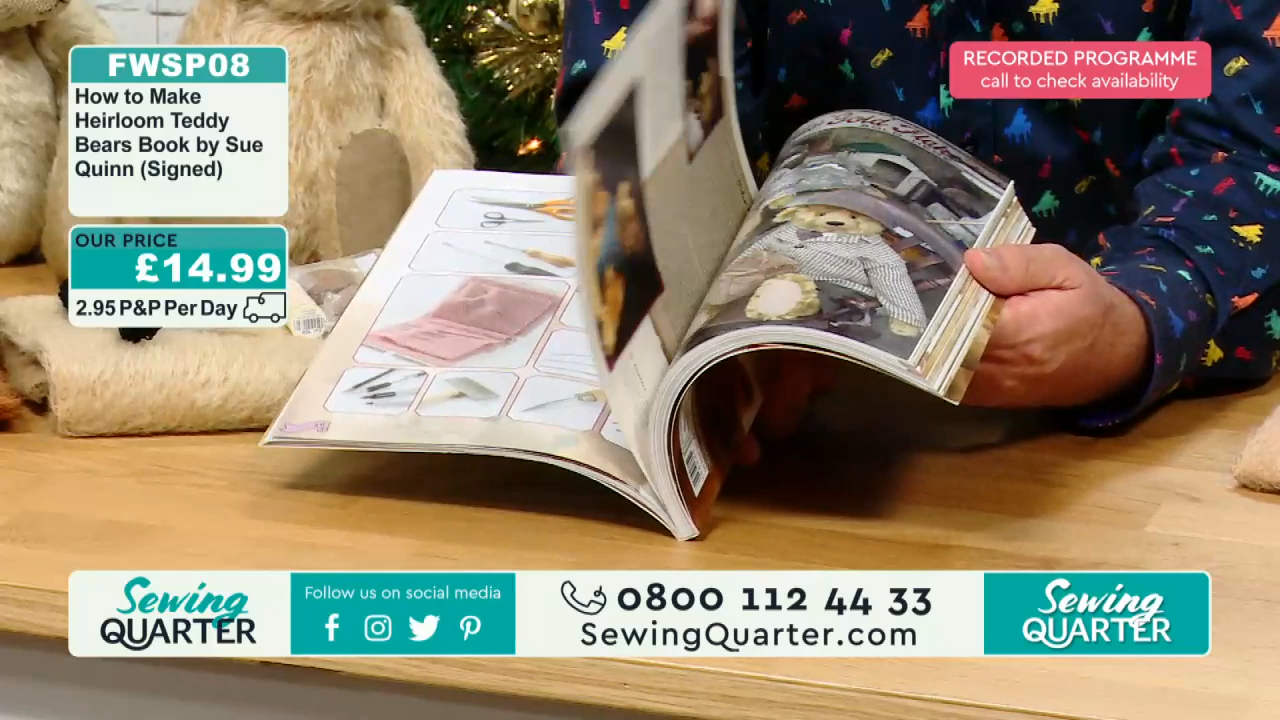 FWSP08
How to Make
Heirloom Teddy
Bears Book by Sue
Quinn (Signed)
OUR PRICE
£14.99
2.95 P&P Per Day
RECORDED PROGRAMME
call to check availability
Sewing
QUARTER
Follow us on social media
0800 112 44 33
SewingQuarter.com
Sewing
QUARTER